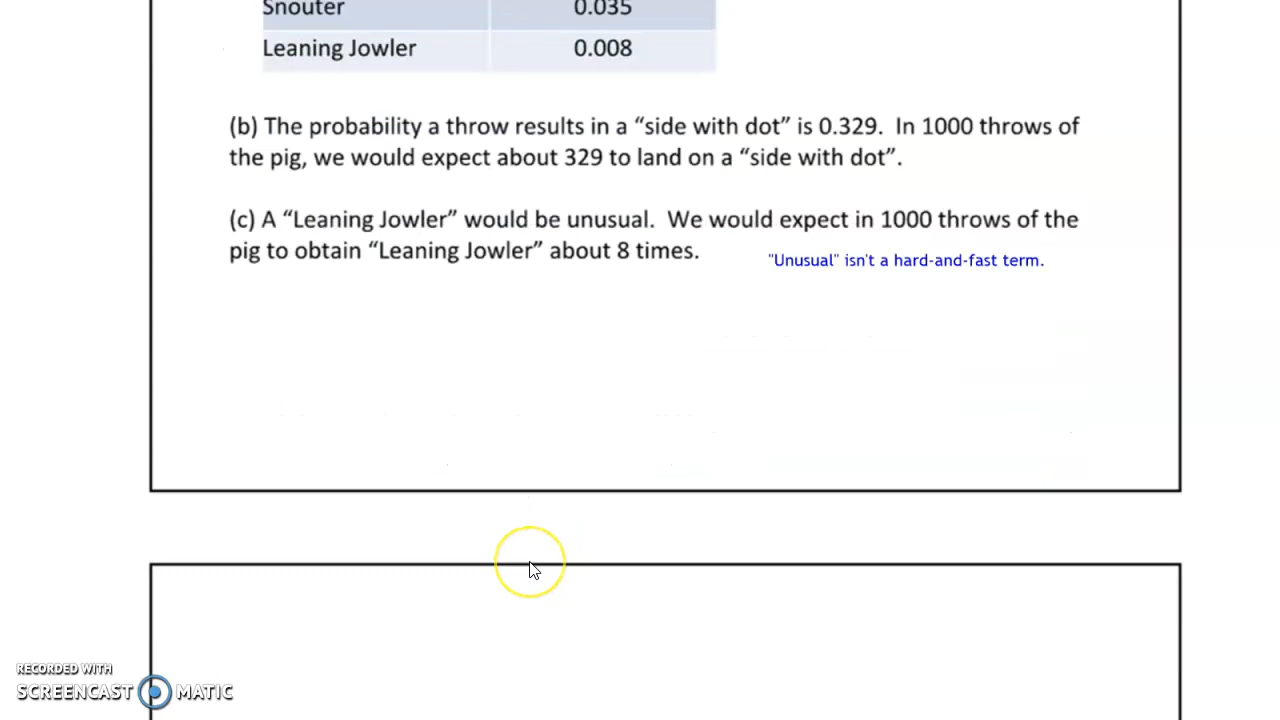 Snouter 0.035
Leaning Jowler 0.008
(b) The probability a throw results in a “side with dot” is 0.329. In 1000 throws of
the pig, we would expect about 329 to land on a “side with dot”.
(c) A “Leaning Jowler” would be unusual. We would expect in 1000 throws of the
pig to obtain “Leaning Jowler” about 8 times.
"Unusual" isn't a hard-and-fast term.
RECORDED WITH
SCREENCAST MATIC